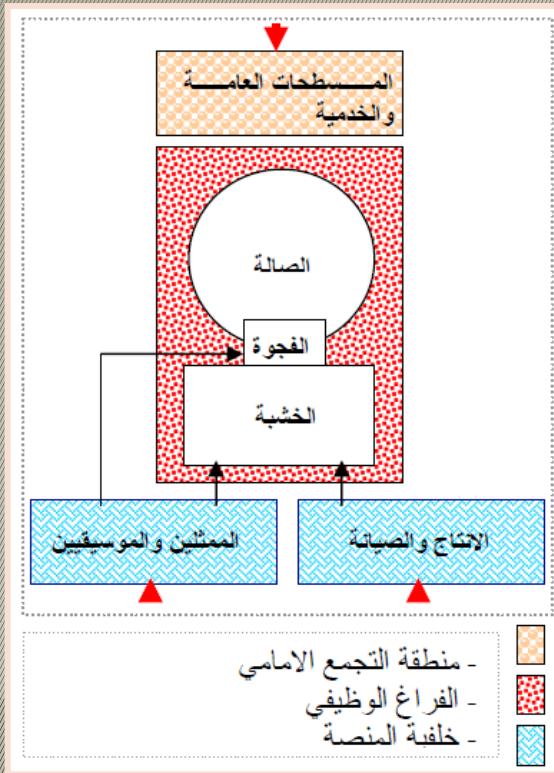 المسطحات العامة
والخدمية
الصالة
الفجوة
الخشبة
الممثلين والموسيقيين
الانتاج والصيانة
- منطقة التجمع الامامي
- الفراغ الوظيفي
- خلفية المنصة